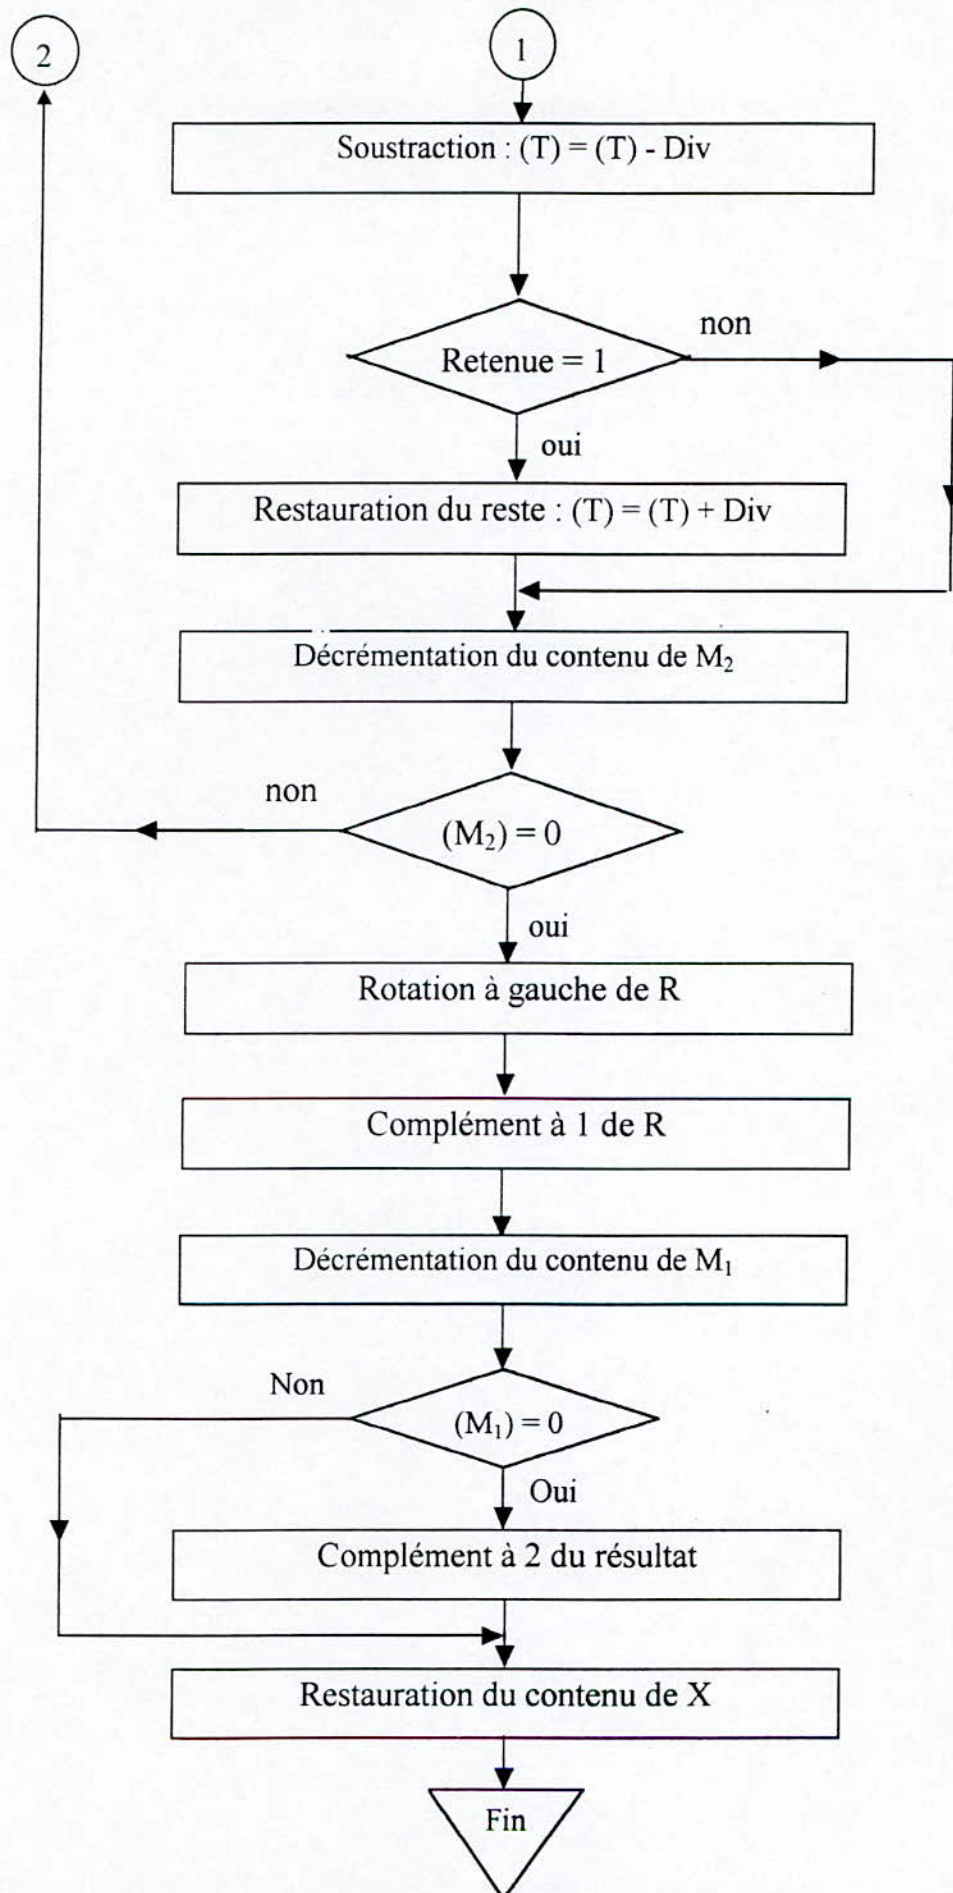 2
1
Soustraction : (T) = (T) - Div
non
Retenue = 1
oui
Restauration du reste : (T) = (T) + Div
Décrémentation du contenu de M₂
non
(M₂) = 0
oui
Rotation à gauche de R
Complément à 1 de R
Décrémentation du contenu de M₁
Non
(M₁) = 0
Oui
Complément à 2 du résultat
Restauration du contenu de X
Fin